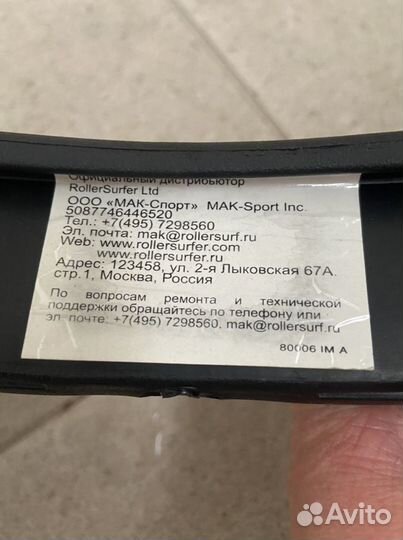 Официальный дистрибьютор
RollerSurfer Ltd
ООО «МАК-Спорт» MAK-Sport Inc.
5087746446520
Тел.: +7(495) 7298560
Эл. почта: mak@rollersurf.ru
Web: www.rollersurfer.com
www.rollersurf.ru
Адрес: 123458, ул. 2-я Лыковская 67А.
стр.1, Москва, Россия
По вопросам ремонта и технической
поддержки обращайтесь по телефону или
эл. почте: +7(495) 7298560, mak@rollersurf.ru
80006 IM A
Avito